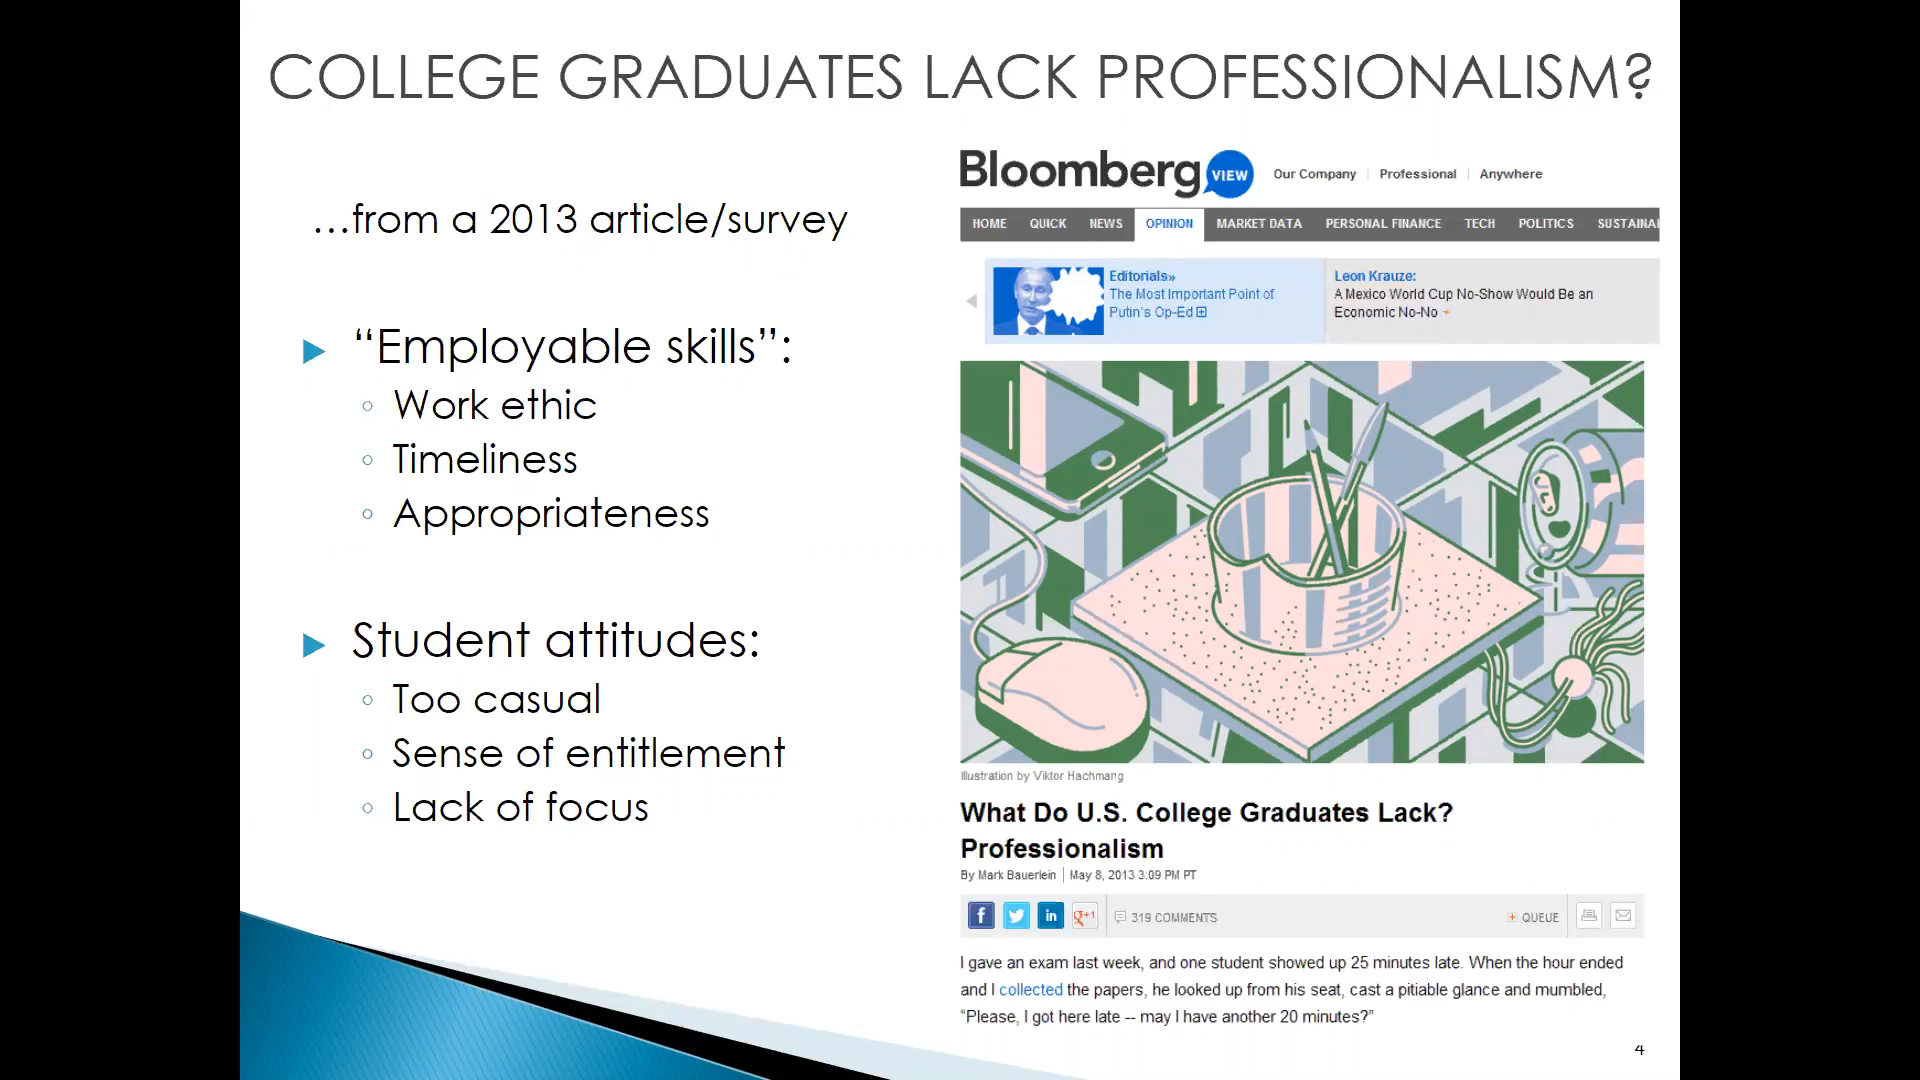 COLLEGE GRADUATES LACK PROFESSIONALISM?
…from a 2013 article/survey
“Employable skills”:
Work ethic
Timeliness
Appropriateness
Student attitudes:
Too casual
Sense of entitlement
Lack of focus
Bloomberg VIEW Our Company Professional Anywhere
HOME QUICK NEWS OPINION MARKET DATA PERSONAL FINANCE TECH POLITICS SUSTAINA
Editorials»
The Most Important Point of
Putin's Op-Ed
Leon Krauze:
A Mexico World Cup No-Show Would Be an
Economic No-No +
Illustration by Viktor Hachmang
What Do U.S. College Graduates Lack?
Professionalism
By Mark Bauerlein | May 8, 2013 3:09 PM PT
f in g+1 319 COMMENTS + QUEUE
I gave an exam last week, and one student showed up 25 minutes late. When the hour ended
and I collected the papers, he looked up from his seat, cast a pitiable glance and mumbled,
“Please, I got here late -- may I have another 20 minutes?”
4